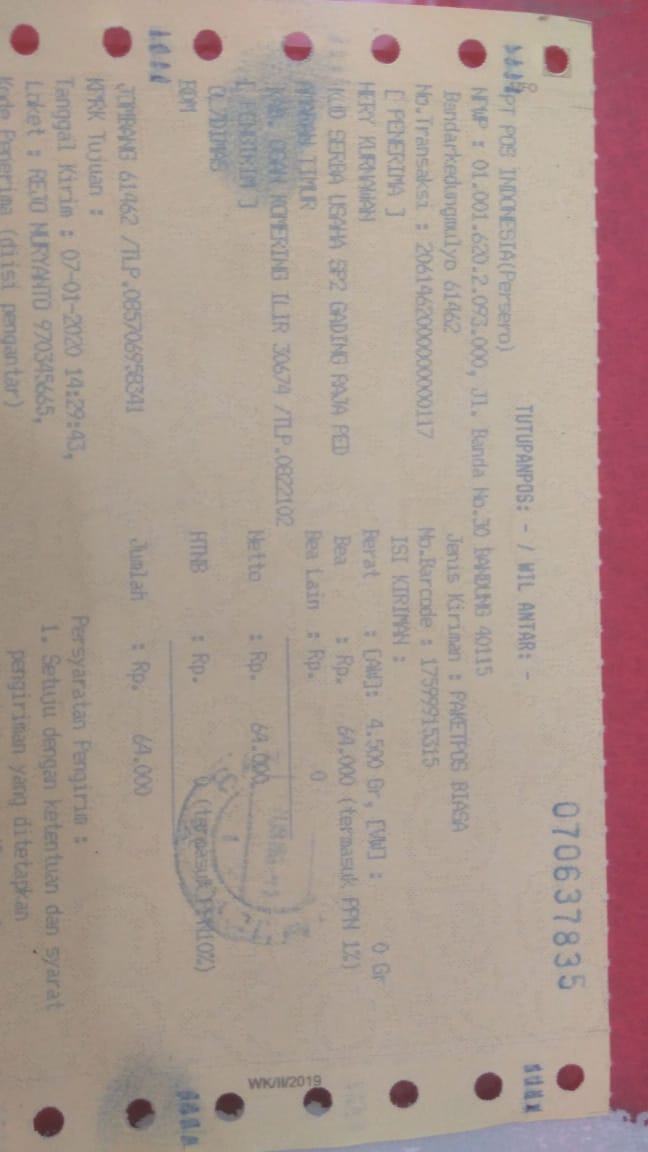 070637835
TUTUPANPOS: - / WIL ANTAR: -
PT POS INDONESIA(Persero)
NPWP : 01.001.620.2.093.000, Jl. Banda No.30 BANDUNG 40115
Bandarkedungmulyo 61462
Jenis Kiriman : PAKETPOS BIASA
No.Transaksi : 2061462000000000117
No.Barcode : 17599915315
[ PENERIMA ]
ISI KIRIMAN :
HERY KURNAWAN
Berat : [AW]: 4.500 Gr, [VW] : 0 Gr
KUD SERBA USAHA SP2 GADING RAJA PED
Bea : Rp. 64.000 (termasuk PPN 1%)
AMARAN TIMUR
Bea Lain : Rp. 0
KAB. OGAN KOMERING ILIR 30674 /TLP.0822102
[ PENGIRIM ]
Netto : Rp. 64.000
DIMAS
BDM
HTNB : Rp. 0 (termasuk PPN10%)
JOMBANG 61462 /TLP.085706958341
Jumlah : Rp. 64.000
KPRK Tujuan :
Tanggal Kirim : 07-01-2020 14:29:43,
Persyaratan Pengirim :
Loket : REJO NURYANTO 970345665,
1. Setuju dengan ketentuan dan syarat
pengiriman yang ditetapkan
Kode Penerima (diisi pengantar)
WK/II/2019